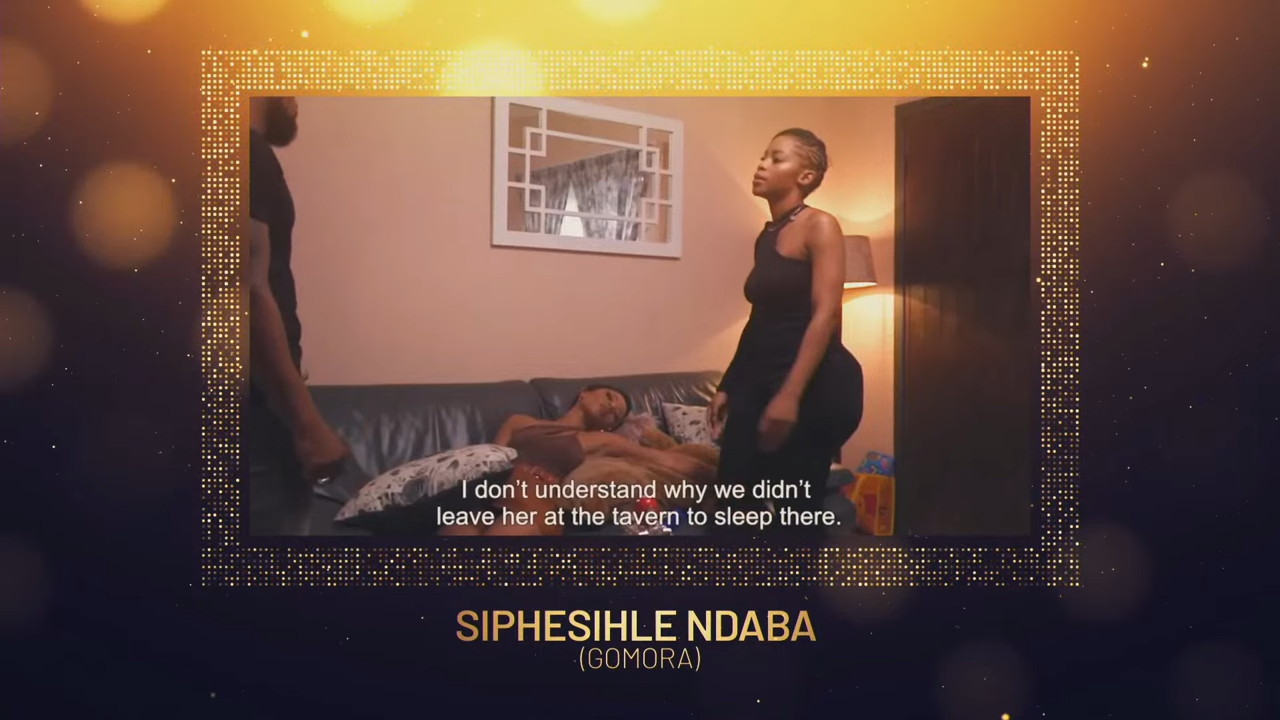 I don't understand why we didn't
leave her at the tavern to sleep there.
SIPHESIHLE NDABA
(GOMORA)